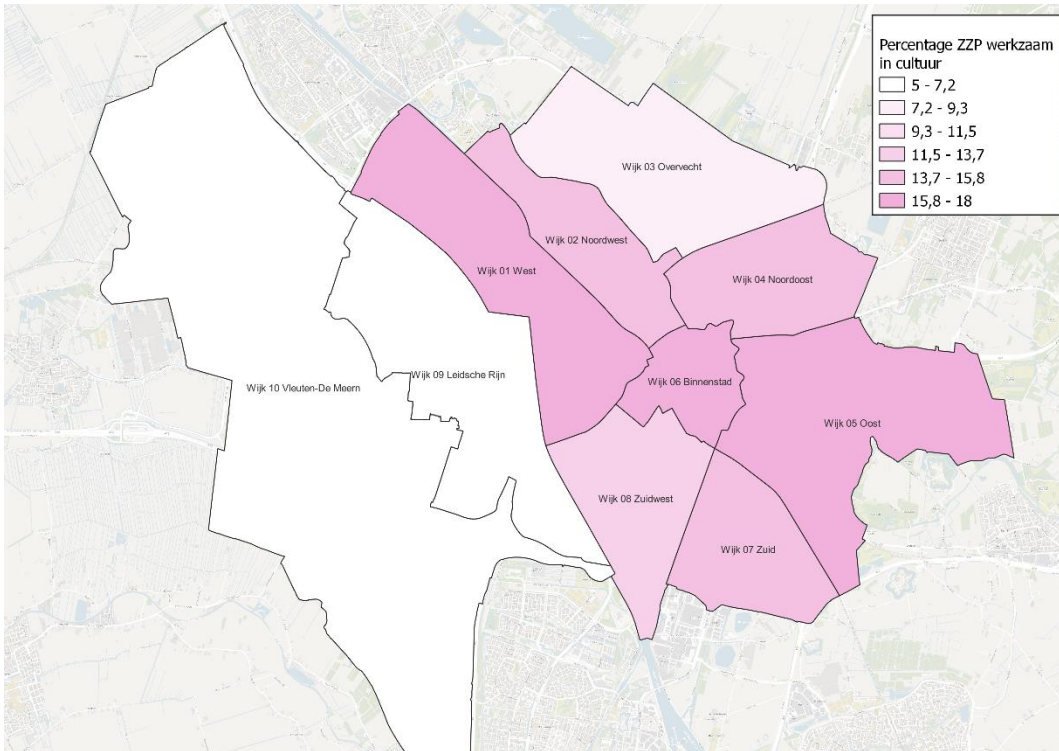 Percentage ZZP werkzaam
in cultuur
5 - 7,2
7,2 - 9,3
9,3 - 11,5
11,5 - 13,7
13,7 - 15,8
15,8 - 18
Wijk 03 Overvecht
Wijk 02 Noordwest
Wijk 01 West
Wijk 04 Noordoost
Wijk 09 Leidsche Rijn
Wijk 06 Binnenstad
Wijk 10 Vleuten-De Meern
Wijk 05 Oost
Wijk 08 Zuidwest
Wijk 07 Zuid